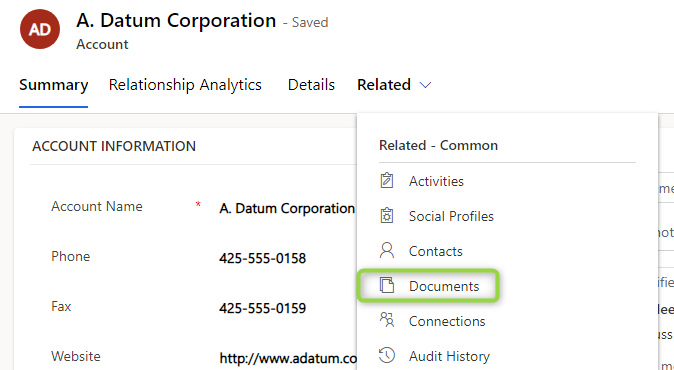 AD
A. Datum Corporation - Saved
Account
Summary Relationship Analytics Details Related
ACCOUNT INFORMATION
Account Name * A. Datum Corporation
Phone 425-555-0158
Fax 425-555-0159
Website http://www.adatum.co
Related - Common
Activities
Social Profiles
Contacts
Documents
Connections
Audit History